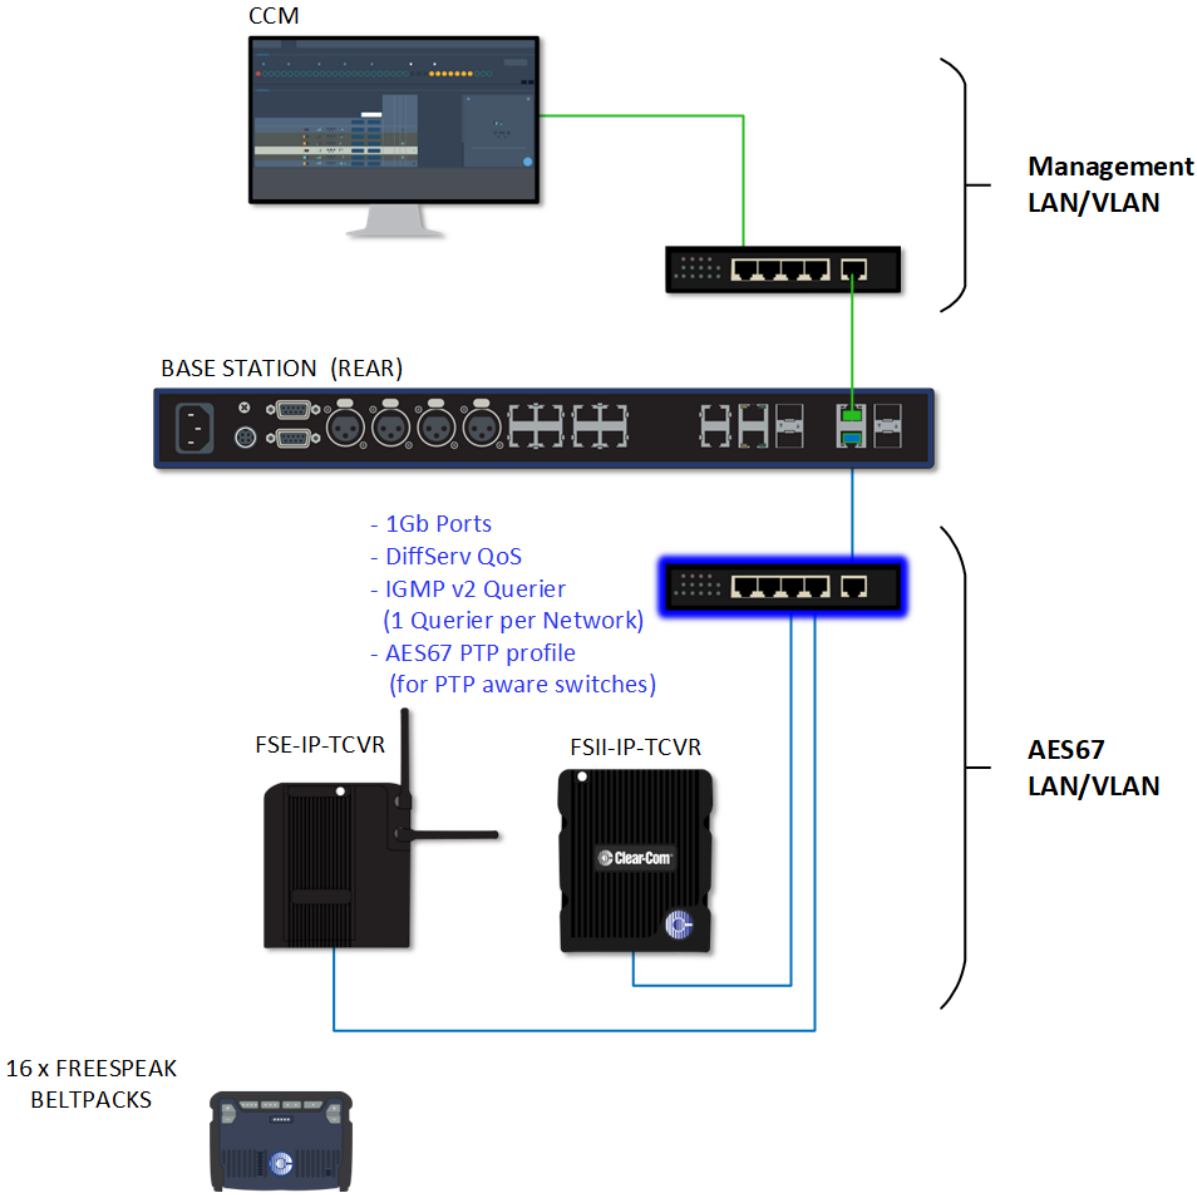 CCM
Management
LAN/VLAN
BASE STATION (REAR)
- 1Gb Ports
- DiffServ QoS
- IGMP v2 Querier
(1 Querier per Network)
- AES67 PTP profile
(for PTP aware switches)
FSE-IP-TCVR
FSII-IP-TCVR
AES67
LAN/VLAN
Clear-Com
16 x FREESPEAK
BELTPACKS